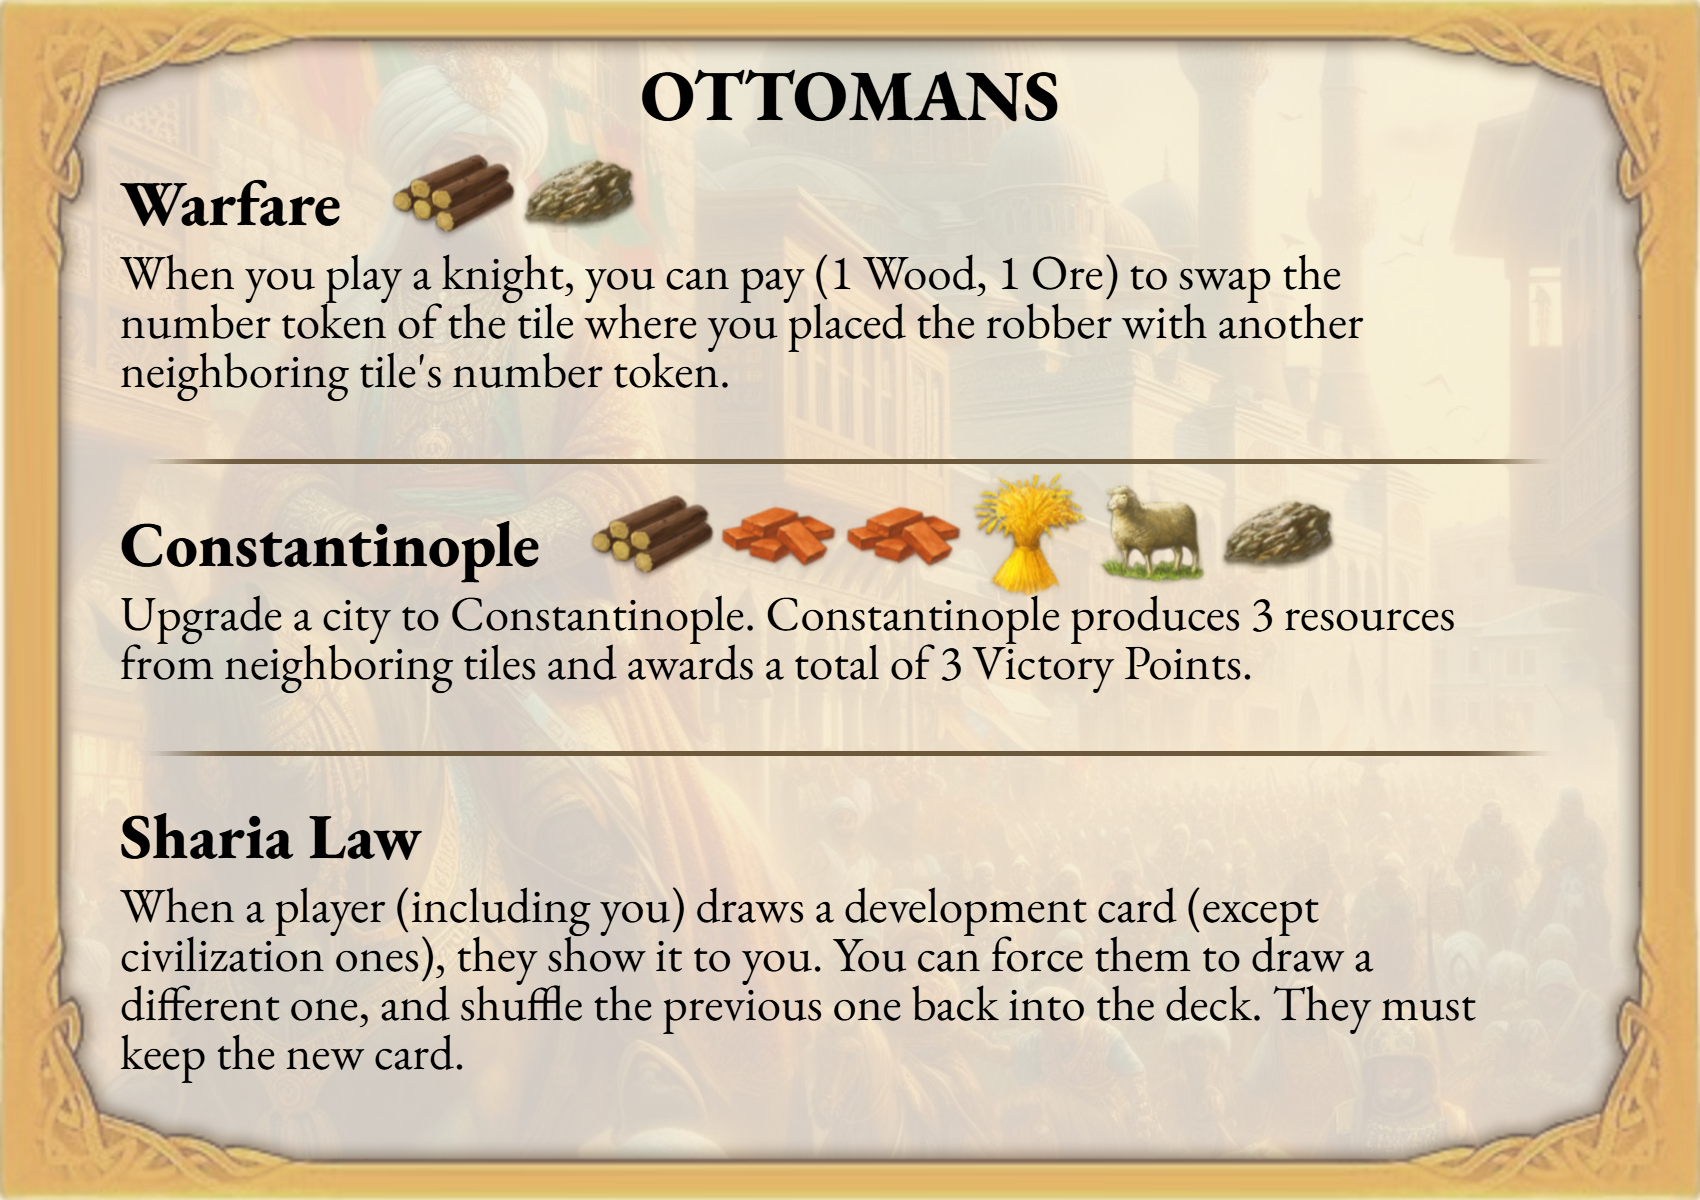 OTTOMANS
Warfare
When you play a knight, you can pay (1 Wood, 1 Ore) to swap the
number token of the tile where you placed the robber with another
neighboring tile's number token.
Constantinople
Upgrade a city to Constantinople. Constantinople produces 3 resources
from neighboring tiles and awards a total of 3 Victory Points.
Sharia Law
When a player (including you) draws a development card (except
civilization ones), they show it to you. You can force them to draw a
different one, and shuffle the previous one back into the deck. They must
keep the new card.